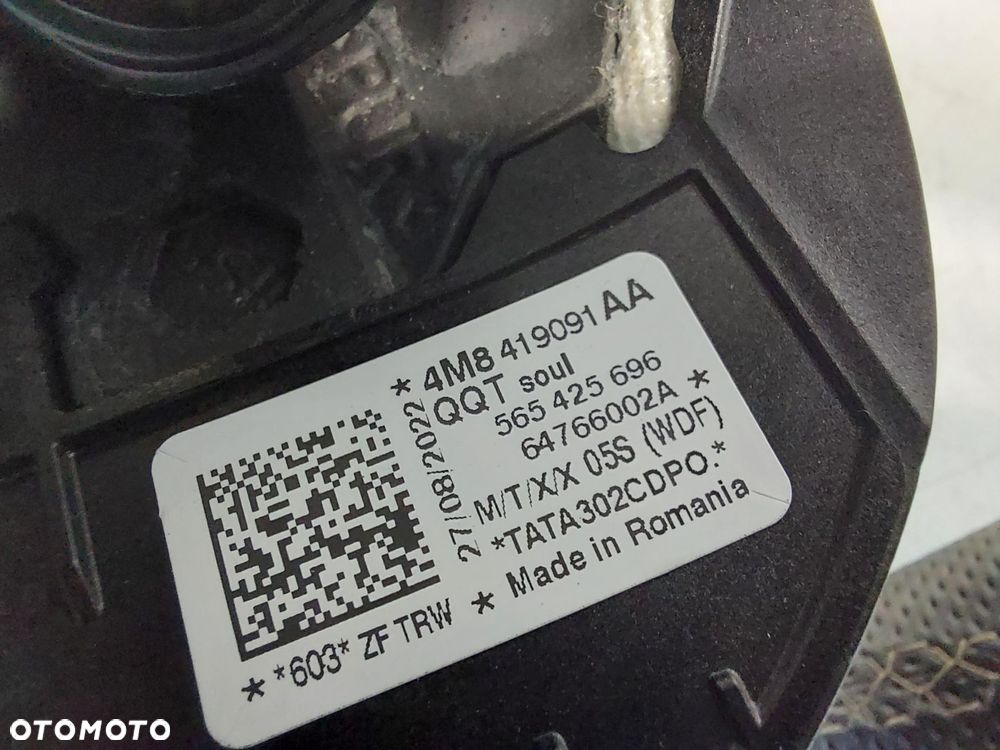 *4M8 419091 AA
QQT soul
565 425 696
64766002A *
M/T/X/X 05S (WDF)
*TATA302CDPO:*
27/08/2022
* *603* ZF TRW * Made in Romania
OTOMOTO